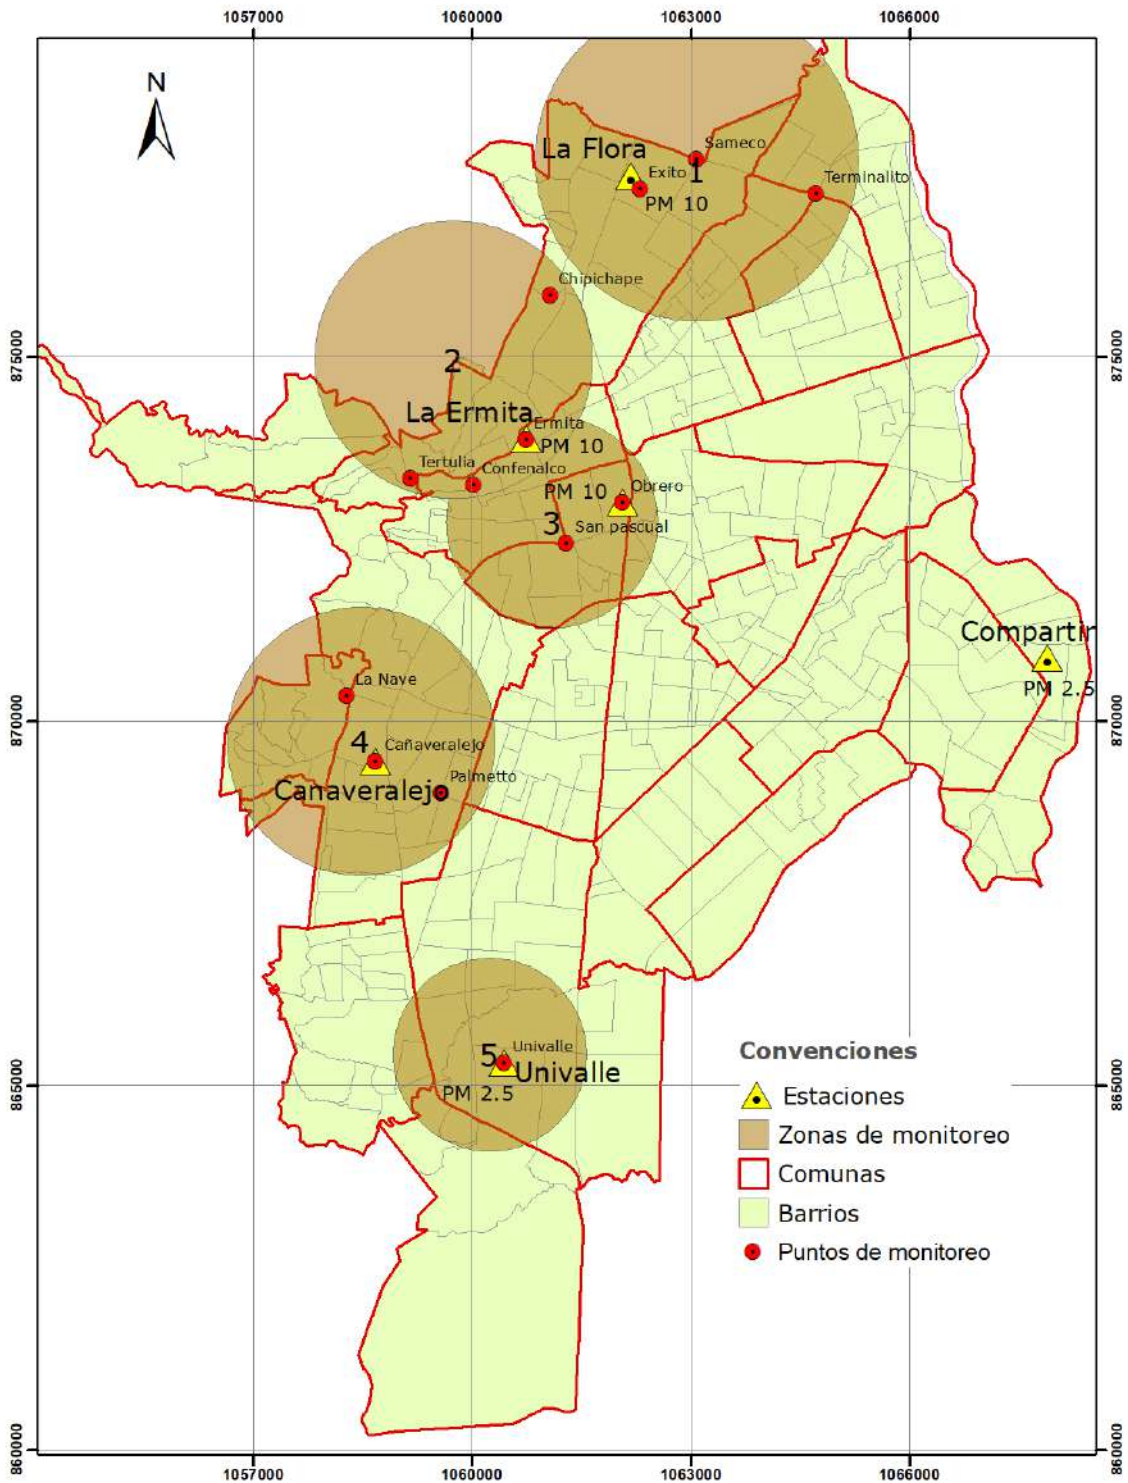 1057000
1060000
1063000
1066000
N
Sameco
La Flora
Exito
1
Terminalito
PM 10
Chipichape
875000
875000
2
La Ermita
Ermita
PM 10
Tertulia
Confenalco
PM 10
Obrero
3
San pascual
Compartir
La Nave
PM 2.5
870000
870000
4
Cañaveralejo
Palmetto
Canaveralejo
5
Univalle
Univalle
PM 2.5
865000
865000
Convenciones
Estaciones
Zonas de monitoreo
Comunas
Barrios
Puntos de monitoreo
860000
860000
1057000
1060000
1063000
1066000